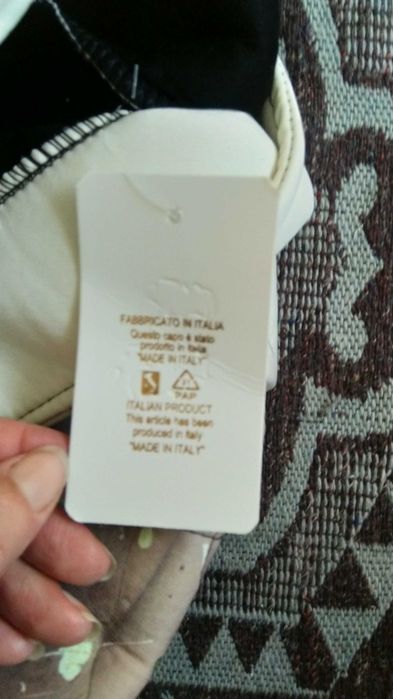 FABBRICATO IN ITALIA
Questo capo è stato
prodotto in italia
"MADE IN ITALY"
PAP
ITALIAN PRODUCT
This article has been
produced in italy
"MADE IN ITALY"